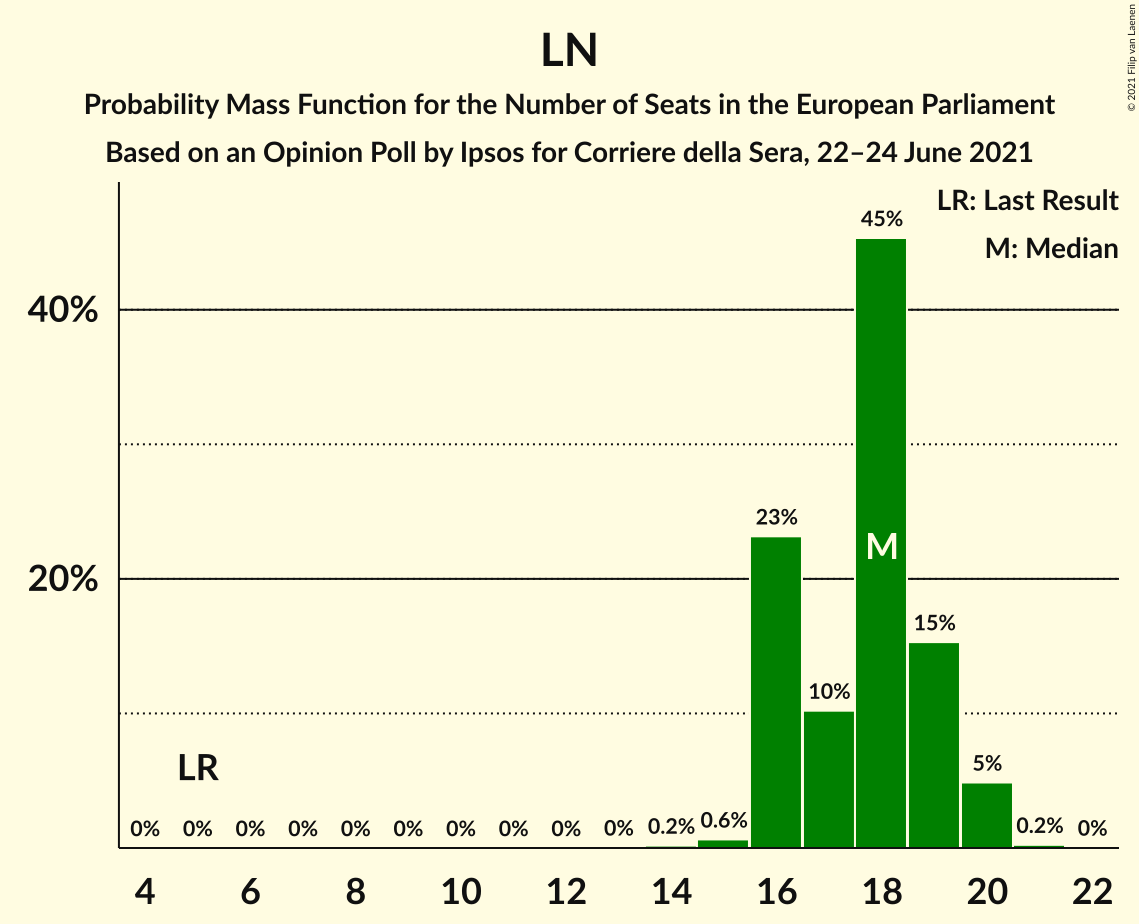 LN
Probability Mass Function for the Number of Seats in the European Parliament
Based on an Opinion Poll by Ipsos for Corriere della Sera, 22–24 June 2021
© 2021 Filip van Laenen
LR: Last Result
M: Median
40%
20%
LR
M
0% 0% 0% 0% 0% 0% 0% 0% 0% 0% 0.2% 0.6% 23% 10% 45% 15% 5% 0.2% 0%
4 6 8 10 12 14 16 18 20 22